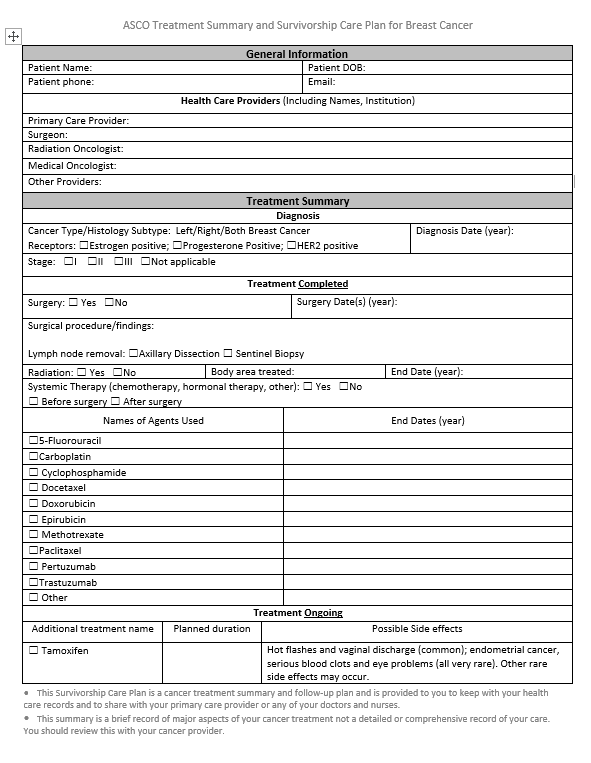 ASCO Treatment Summary and Survivorship Care Plan for Breast Cancer
General Information
Patient Name: Patient DOB:
Patient phone: Email:
Health Care Providers (Including Names, Institution)
Primary Care Provider:
Surgeon:
Radiation Oncologist:
Medical Oncologist:
Other Providers:
Treatment Summary
Diagnosis
Cancer Type/Histology Subtype: Left/Right/Both Breast Cancer Diagnosis Date (year):
Receptors: ☐Estrogen positive; ☐Progesterone Positive; ☐HER2 positive
Stage: ☐I ☐II ☐III ☐Not applicable
Treatment Completed
Surgery: ☐ Yes ☐No Surgery Date(s) (year):
Surgical procedure/findings:
Lymph node removal: ☐Axillary Dissection ☐ Sentinel Biopsy
Radiation: ☐ Yes ☐No Body area treated: End Date (year):
Systemic Therapy (chemotherapy, hormonal therapy, other): ☐ Yes ☐No
☐ Before surgery ☐ After surgery
Names of Agents Used End Dates (year)
☐5-Fluorouracil
☐Carboplatin
☐ Cyclophosphamide
☐ Docetaxel
☐ Doxorubicin
☐ Epirubicin
☐ Methotrexate
☐Paclitaxel
☐ Pertuzumab
☐Trastuzumab
☐ Other
Treatment Ongoing
Additional treatment name Planned duration Possible Side effects
☐ Tamoxifen Hot flashes and vaginal discharge (common); endometrial cancer,
serious blood clots and eye problems (all very rare). Other rare
side effects may occur.
• This Survivorship Care Plan is a cancer treatment summary and follow-up plan and is provided to you to keep with your health
care records and to share with your primary care provider or any of your doctors and nurses.
• This summary is a brief record of major aspects of your cancer treatment not a detailed or comprehensive record of your care.
You should review this with your cancer provider.